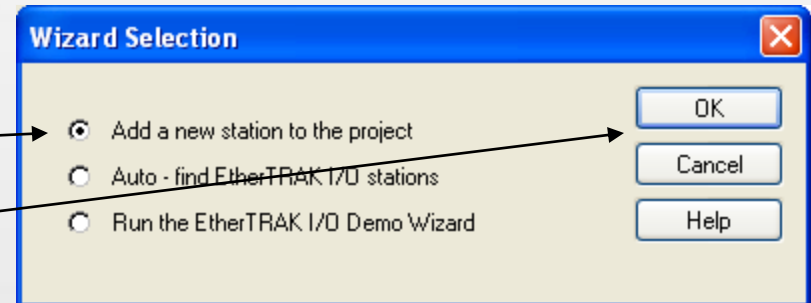 Wizard Selection
Add a new station to the project
Auto - find EtherTRAK I/O stations
Run the EtherTRAK I/O Demo Wizard
OK
Cancel
Help